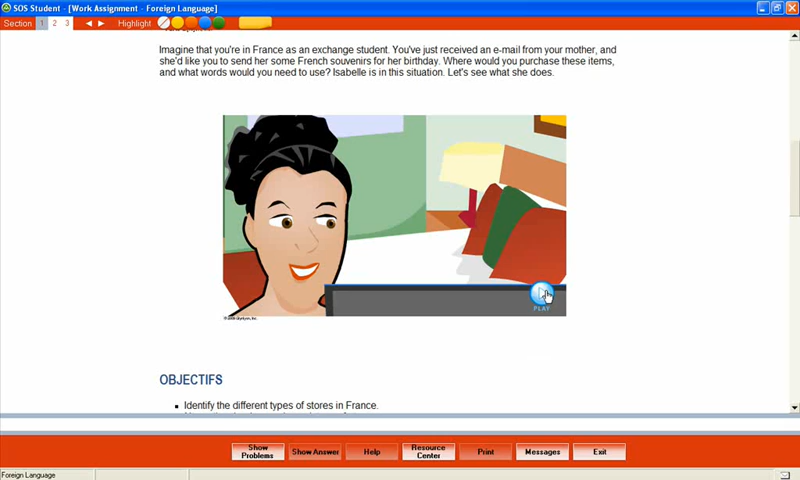 SOS Student - [Work Assignment - Foreign Language]
Section 1 2 3 Highlight
Imagine that you're in France as an exchange student. You've just received an e-mail from your mother, and
she'd like you to send her some French souvenirs for her birthday. Where would you purchase these items,
and what words would you need to use? Isabelle is in this situation. Let's see what she does.
PLAY
OBJECTIFS
Identify the different types of stores in France.
Show
Problems
Show Answer
Help
Resource
Center
Print
Messages
Exit
Foreign Language